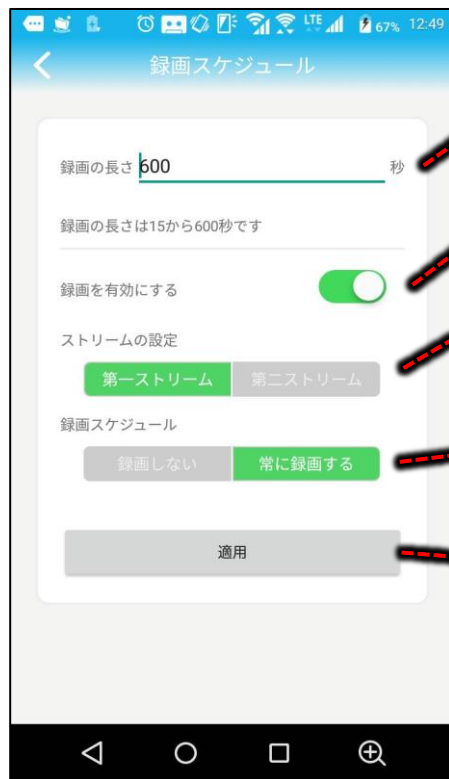 LTE 67% 12:49
録画スケジュール
録画の長さ 600 秒
録画の長さは15から600秒です
録画を有効にする
ストリームの設定
第一ストリーム 第二ストリーム
録画スケジュール
録画しない 常に録画する
適用